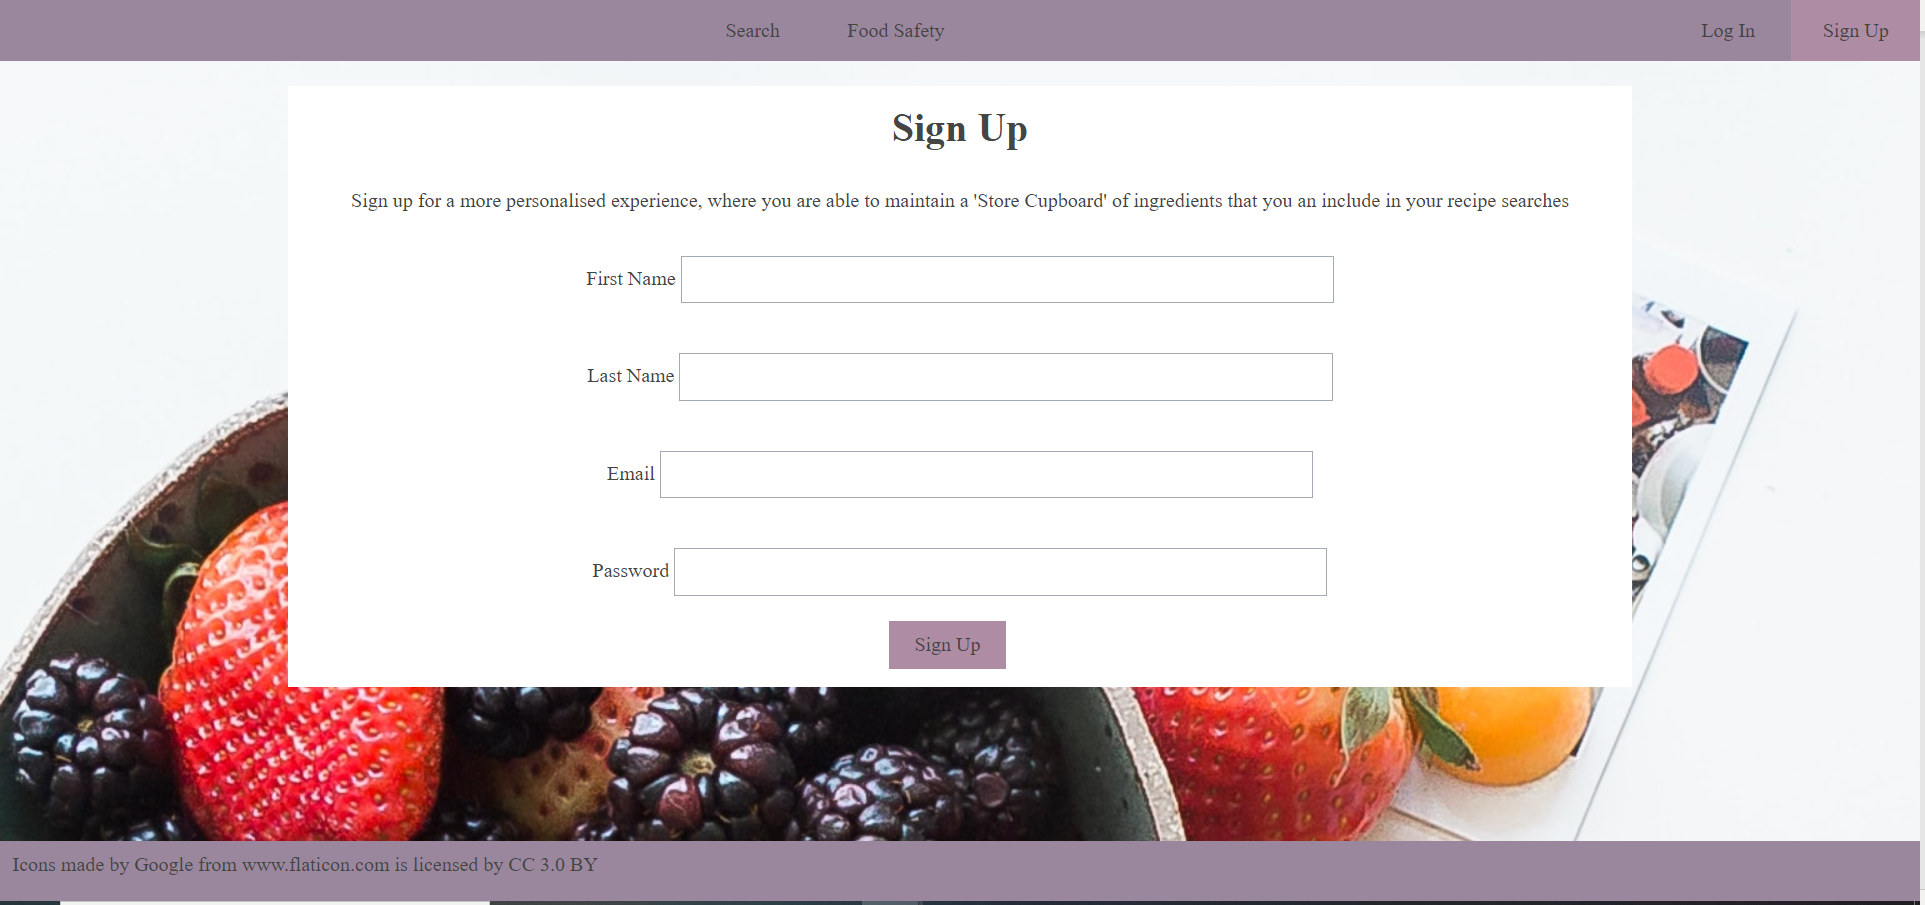 Search Food Safety Log In Sign Up
Sign Up
Sign up for a more personalised experience, where you are able to maintain a 'Store Cupboard' of ingredients that you an include in your recipe searches
First Name
Last Name
Email
Password
Sign Up
Icons made by Google from www.flaticon.com is licensed by CC 3.0 BY